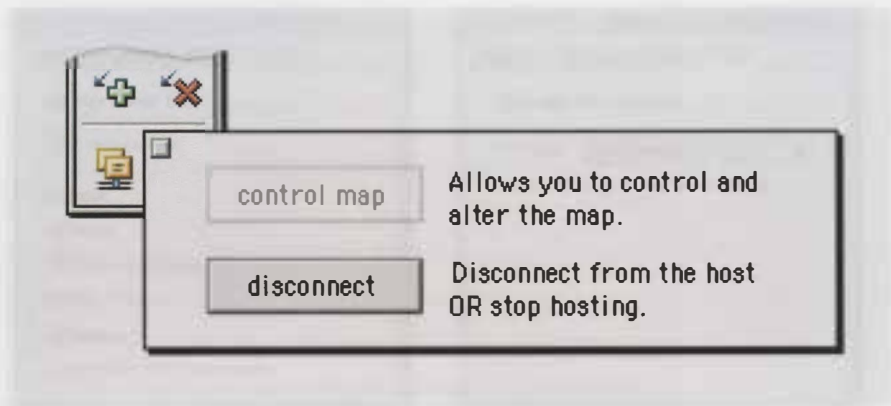 control map
Allows you to control and
alter the map.
disconnect
Disconnect from the host
OR stop hosting.